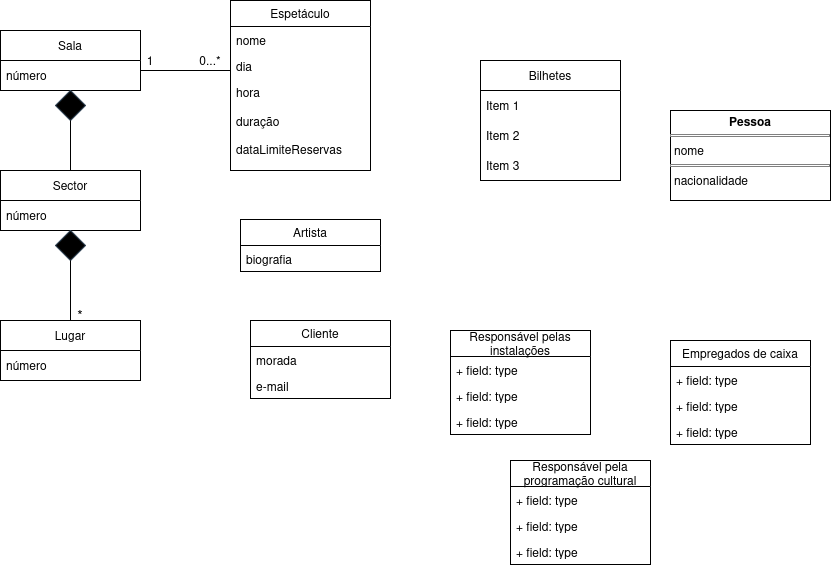 Espetáculo
nome
dia
hora
duração
dataLimiteReservas
Sala
número
1
0...*
Bilhetes
Item 1
Item 2
Item 3
Pessoa
nome
nacionalidade
Sector
número
Artista
biografia
*
Lugar
número
Cliente
morada
e-mail
Responsável pelas
instalações
+ field: type
+ field: type
+ field: type
Empregados de caixa
+ field: type
+ field: type
+ field: type
Responsável pela
programação cultural
+ field: type
+ field: type
+ field: type